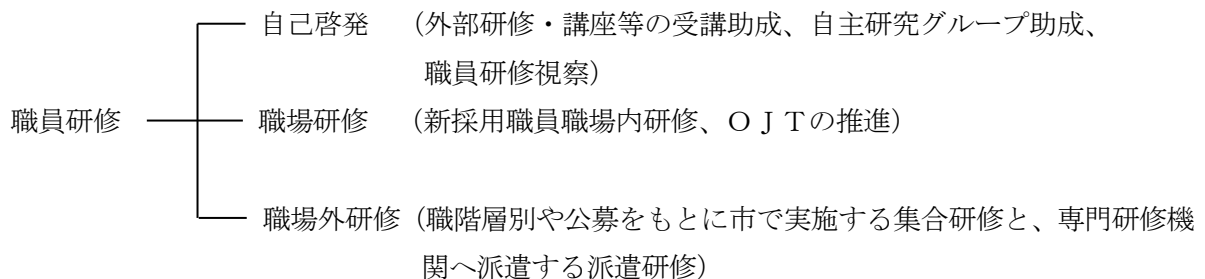 自己啓発 （外部研修・講座等の受講助成、自主研究グループ助成、
職員研修視察）
職員研修 職場研修 （新採用職員職場内研修、ＯＪＴの推進）
職場外研修（職階層別や公募をもとに市で実施する集合研修と、専門研修機
関へ派遣する派遣研修）